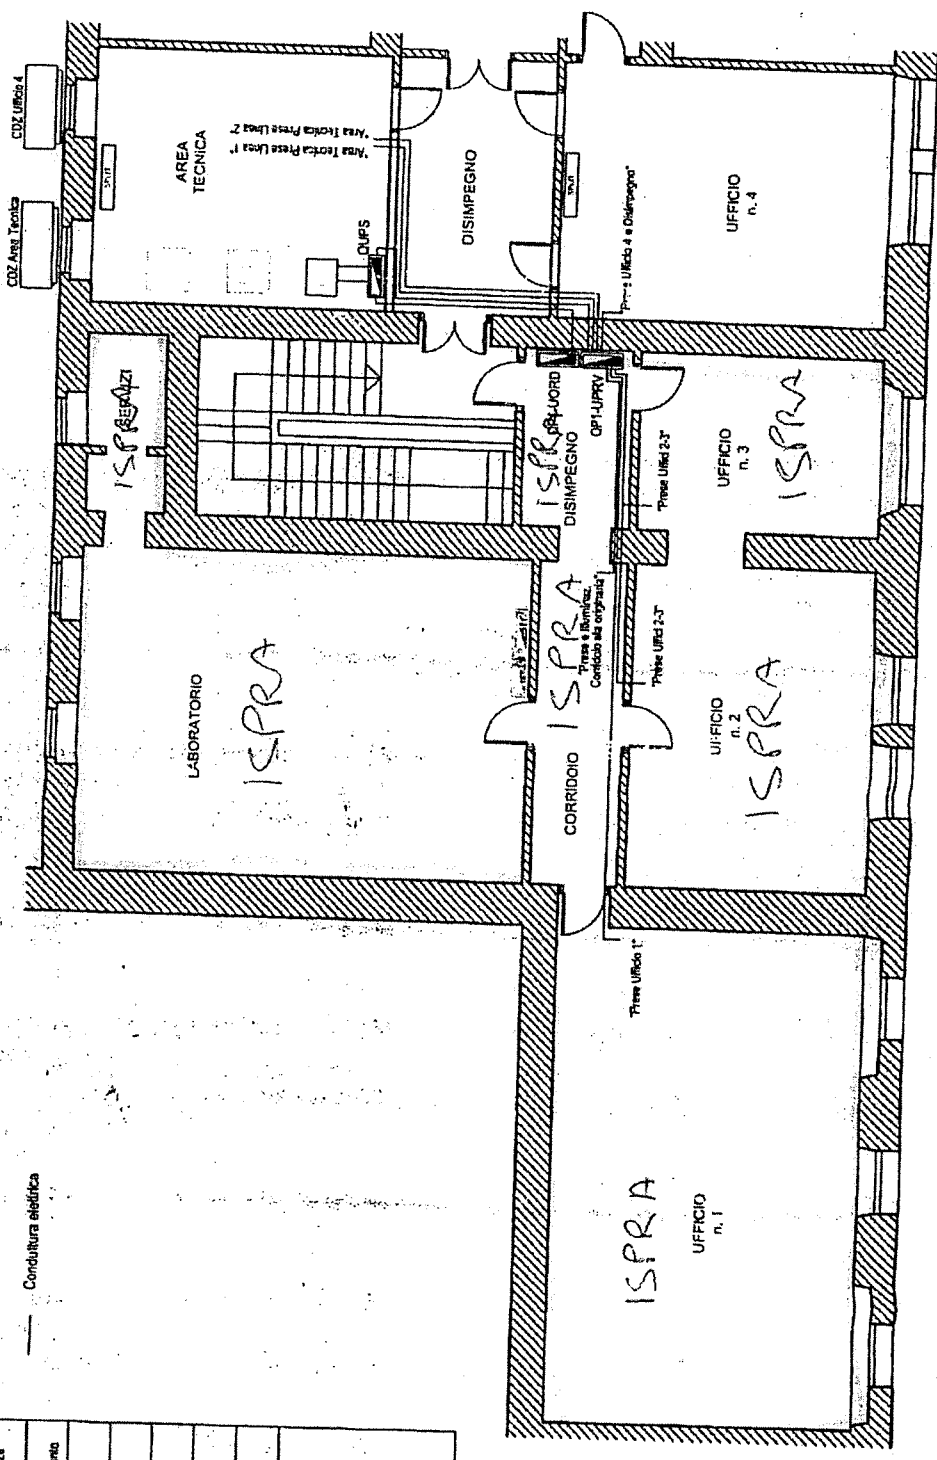 CDZ Ufficio 4
CDZ Area Tecnica
AREA
TECNICA
"Area Tecnica Prese Linea 2"
"Area Tecnica Prese Linea 1"
QUPS
DISIMPEGNO
UFFICIO
n. 4
"Prese Ufficio 4 e Disimpegno"
SERVIZI
ISPRA
QP1-UPRV
ISPRA
DISIMPEGNO
UFFICIO
n. 3
ISPRA
"Prese Uffici 2-3"
LABORATORIO
ISPRA
ISPRA
"Prese e Illuminaz.
Corridoio ala originaria"
CORRIDOIO
"Prese Uffici 2-3"
UFFICIO
n. 2
ISPRA
"Prese Ufficio 1"
ISPRA
UFFICIO
n. 1
Conduttura elettrica